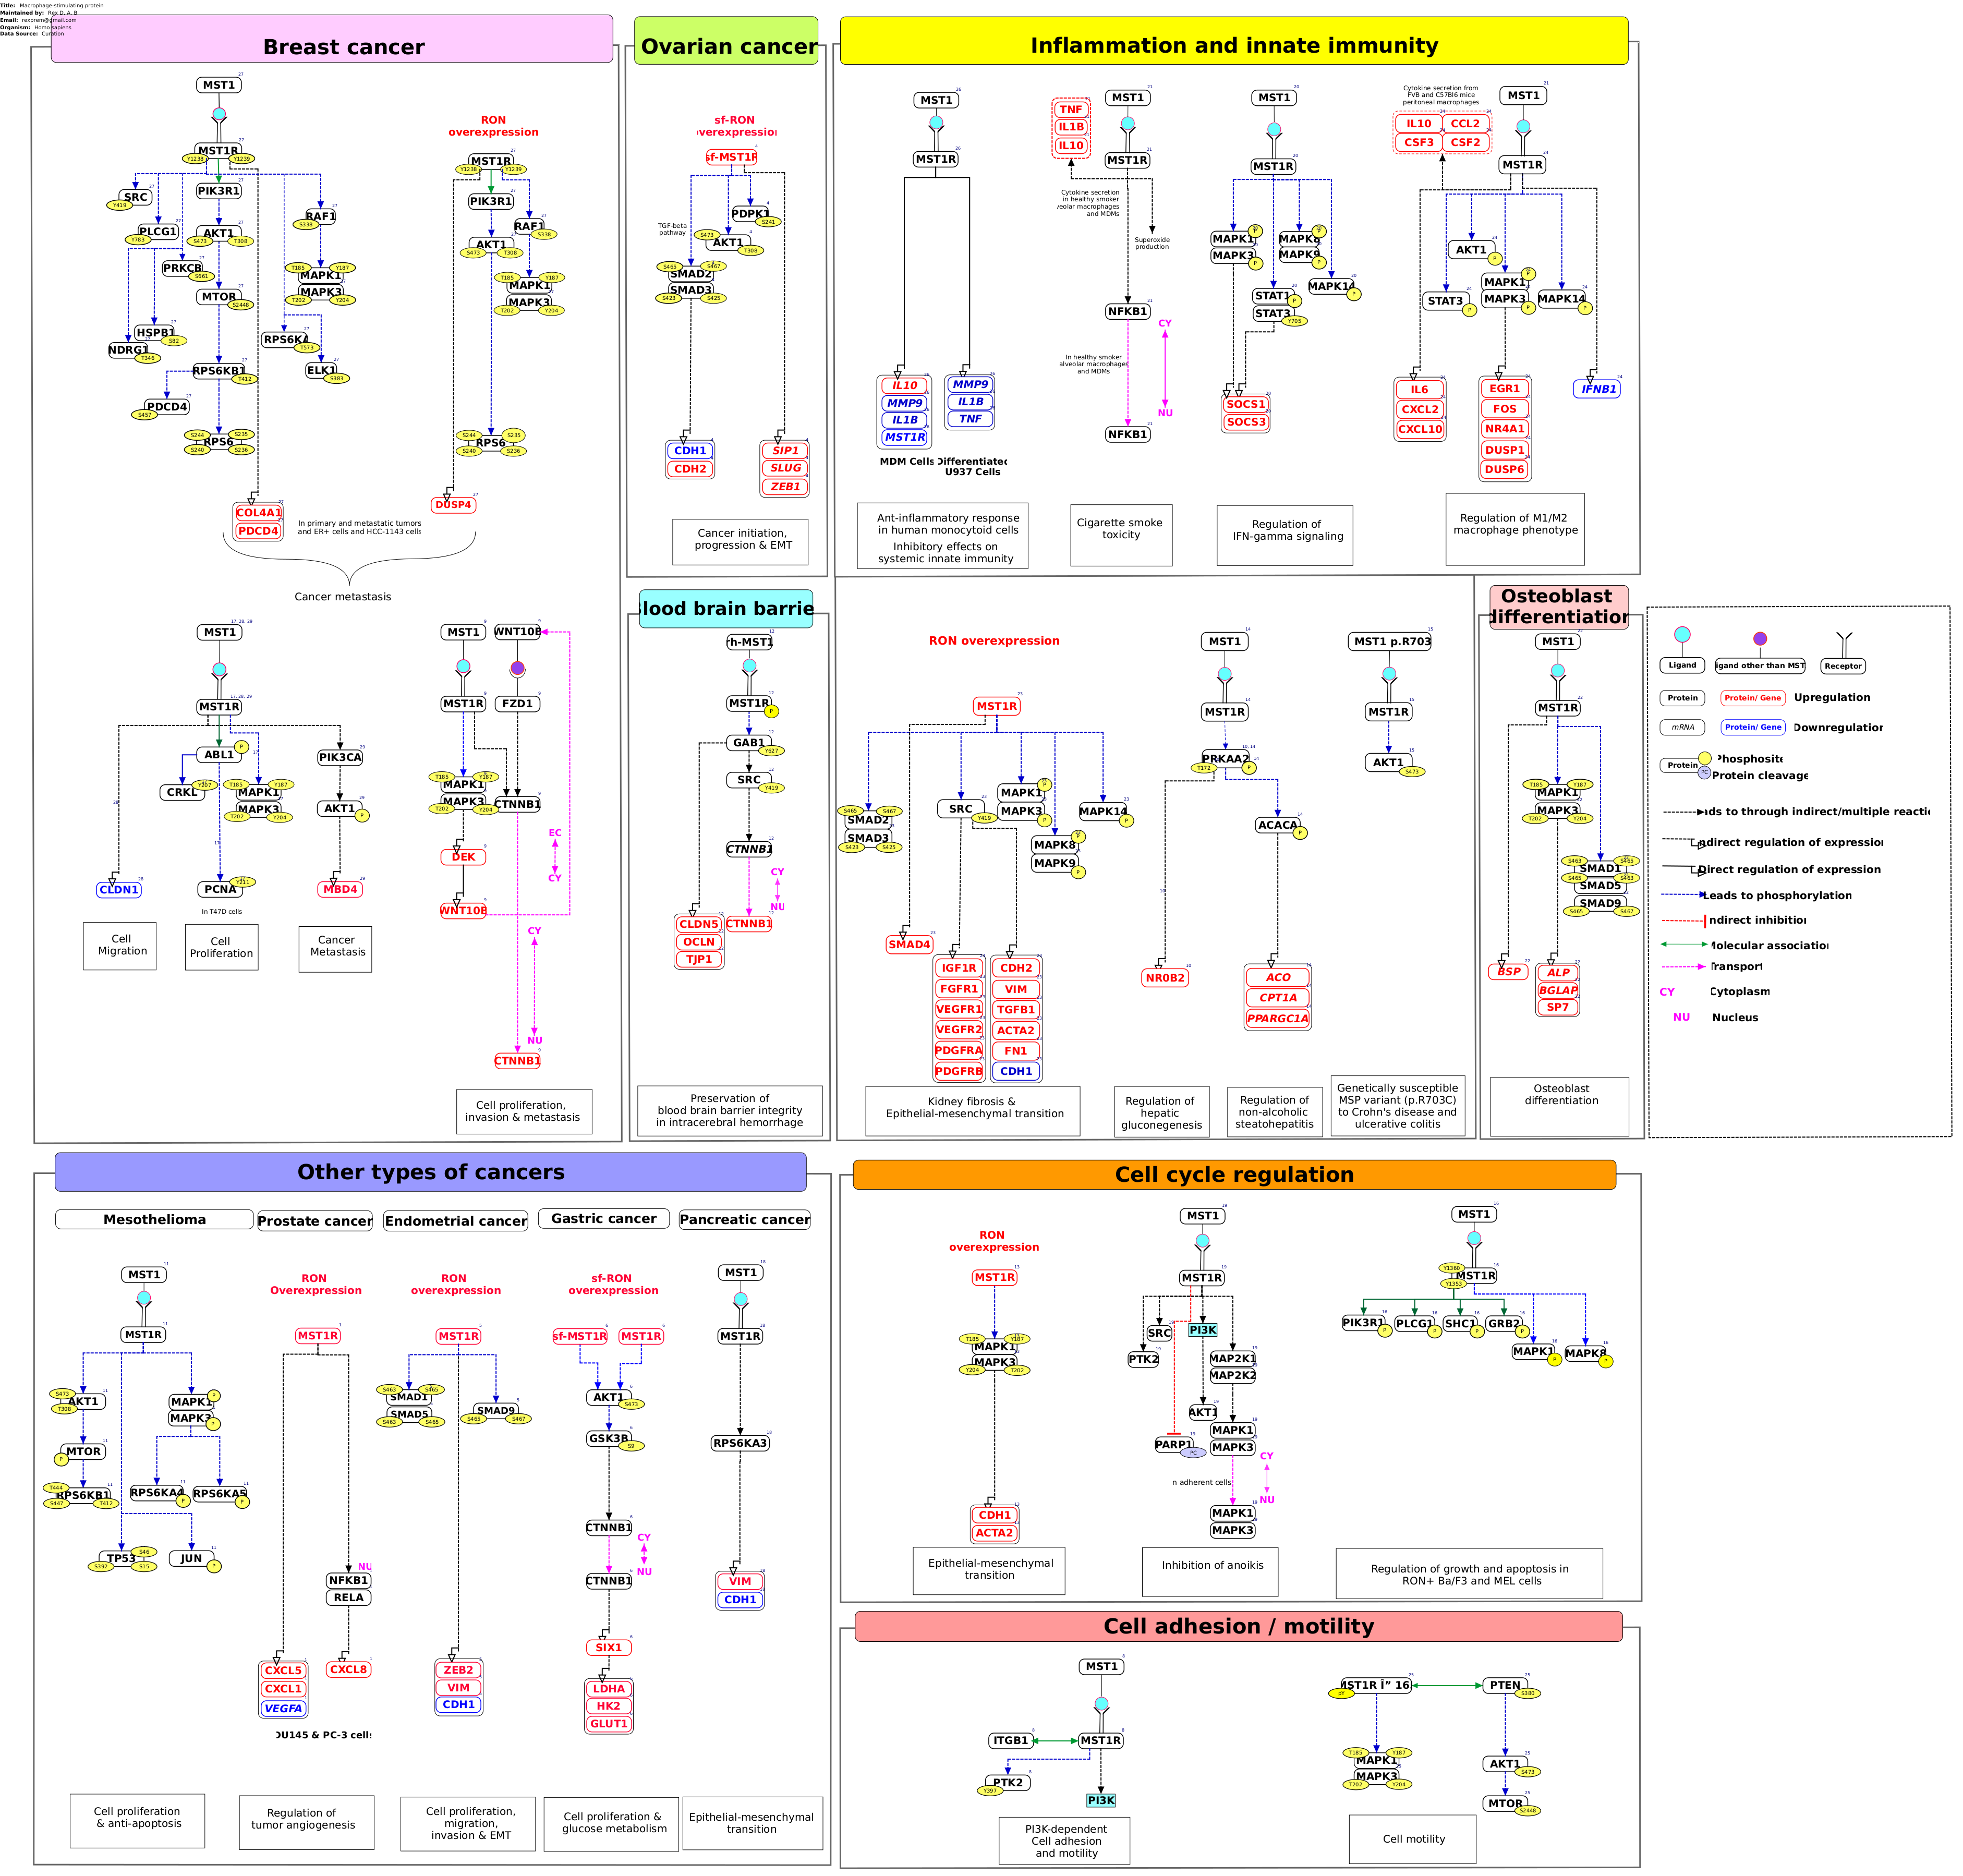 Title: Macrophage-stimulating protein
Maintained by: Rex D, A, B
Email: rexprem@gmail.com
Organism: Homo sapiens
Data Source: Curation
Breast cancer
MST1
MST1R
Y1238
Y1239
SRC
Y419
PIK3R1
RAF1
S338
PLCG1
Y783
AKT1
S473
T308
PRKCB
S661
T185
Y187
MAPK1
MAPK3
T202
Y204
MTOR
S2448
HSPB1
S82
NDRG1
T346
RPS6KA
T573
RPS6KB1
T412
ELK1
S383
PDCD4
S457
S244
S235
RPS6
S240
S236
COL4A1
PDCD4
In primary and metastatic tumors
and ER+ cells and HCC-1143 cells
RON
overexpression
MST1R
Y1238
Y1239
PIK3R1
RAF1
S338
AKT1
S473
T308
T185
Y187
MAPK1
MAPK3
T202
Y204
S244
S235
RPS6
S240
S236
DUSP4
Cancer metastasis
MST1
17, 28, 29
MST1R
17, 28, 29
ABL1
P
PIK3CA
CRKL
Y207
T185
Y187
MAPK1
MAPK3
T202
Y204
AKT1
P
CLDN1
PCNA
Y211
In T47D cells
MBD4
Cell
Migration
Cell
Proliferation
Cancer
Metastasis
MST1
WNT10B
MST1R
FZD1
T185
Y187
MAPK1
MAPK3
T202
Y204
CTNNB1
EC
CY
DEK
WNT10B
CY
NU
CTNNB1
Cell proliferation,
invasion & metastasis
Ovarian cancer
sf-RON
overexpression
sf-MST1R
PDPK1
S241
TGF-beta
pathway
S473
AKT1
T308
S465
S467
SMAD2
SMAD3
S423
S425
CDH1
CDH2
SIP1
SLUG
ZEB1
Cancer initiation,
progression & EMT
Inflammation and innate immunity
MST1
MST1R
IL10
MMP9
IL1B
MST1R
MMP9
IL1B
TNF
MDM Cells
Differentiated
U937 Cells
Ant-inflammatory response
in human monocytoid cells
Inhibitory effects on
systemic innate immunity
TNF
IL1B
IL10
MST1
MST1R
Cytokine secretion
in healthy smoker
veolar macrophages
and MDMs
Superoxide
production
NFKB1
CY
In healthy smoker
alveolar macrophages
and MDMs
NU
NFKB1
Cigarette smoke
toxicity
MST1
MST1R
MAPK1
MAPK3
P
MAPK8
MAPK9
P
MAPK14
P
STAT1
P
STAT3
Y705
SOCS1
SOCS3
Regulation of
IFN-gamma signaling
Cytokine secretion from
FVB and C57Bl6 mice
peritoneal macrophages
IL10
CCL2
CSF3
CSF2
MST1
MST1R
AKT1
P
STAT3
P
MAPK1
MAPK3
P
MAPK14
P
IL6
CXCL2
CXCL10
EGR1
FOS
NR4A1
DUSP1
DUSP6
IFNB1
Regulation of M1/M2
macrophage phenotype
Blood brain barrie
rh-MST1
MST1R
P
GAB1
Y627
SRC
Y419
CTNNB1
CY
NU
CLDN5
OCLN
TJP1
CTNNB1
Preservation of
blood brain barrier integrity
in intracerebral hemorrhage
RON overexpression
MST1R
S465
S467
SMAD2
SMAD3
S423
S425
SRC
Y419
MAPK1
MAPK3
P
MAPK8
MAPK9
P
MAPK14
P
SMAD4
IGF1R
FGFR1
VEGFR1
VEGFR2
PDGFRA
PDGFRB
CDH2
VIM
TGFB1
ACTA2
FN1
CDH1
Kidney fibrosis &
Epithelial-mesenchymal transition
MST1
MST1R
PRKAA2
T172
P
ACACA
P
NR0B2
ACO
CPT1A
PPARGC1A
Regulation of
hepatic
gluconegenesis
Regulation of
non-alcoholic
steatohepatitis
MST1 p.R703
MST1R
AKT1
S473
Genetically susceptible
MSP variant (p.R703C)
to Crohn's disease and
ulcerative colitis
Osteoblast
differentiation
MST1
MST1R
T185
Y187
MAPK1
MAPK3
T202
Y204
S463
S465
SMAD1
SMAD5
S465
S463
SMAD9
S465
S467
BSP
ALP
BGLAP
SP7
Osteoblast
differentiation
Ligand
igand other than MST
Receptor
Protein
Protein/ Gene
Upregulation
mRNA
Protein/ Gene
Downregulation
Protein
PC
Phosphosite
Protein cleavage
ads to through indirect/multiple reactio
Indirect regulation of expression
Direct regulation of expression
Leads to phosphorylation
Indirect inhibition
Molecular association
Transport
CY
Cytoplasm
NU
Nucleus
Other types of cancers
Mesothelioma
Prostate cancer
Endometrial cancer
Gastric cancer
Pancreatic cancer
MST1
MST1R
S473
AKT1
T308
MAPK1
MAPK3
P
MTOR
P
T444
RPS6KB1
S447
T412
RPS6KA4
P
RPS6KA5
P
TP53
S46
S392
S15
JUN
P
Cell proliferation
& anti-apoptosis
RON
Overexpression
MST1R
NU
NFKB1
RELA
CXCL5
CXCL1
VEGFA
CXCL8
DU145 & PC-3 cells
Regulation of
tumor angiogenesis
RON
overexpression
MST1R
S463
S465
SMAD1
SMAD5
S463
S465
SMAD9
S465
S467
ZEB2
VIM
CDH1
Cell proliferation,
migration,
invasion & EMT
sf-RON
overexpression
sf-MST1R
MST1R
AKT1
S473
GSK3B
S9
CTNNB1
CY
NU
CTNNB1
SIX1
LDHA
HK2
GLUT1
Cell proliferation &
glucose metabolism
MST1
MST1R
RPS6KA3
VIM
CDH1
Epithelial-mesenchymal
transition
Cell cycle regulation
RON
overexpression
MST1R
T185
Y187
MAPK1
MAPK3
Y204
T202
CDH1
ACTA2
Epithelial-mesenchymal
transition
MST1
MST1R
SRC
PI3K
PTK2
MAP2K1
MAP2K2
AKT1
PARP1
PC
MAPK1
MAPK3
CY
n adherent cells
NU
MAPK1
MAPK3
Inhibition of anoikis
MST1
Y1360
MST1R
Y1353
PIK3R1
P
PLCG1
P
SHC1
P
GRB2
P
MAPK1
P
MAPK8
P
Regulation of growth and apoptosis in
RON+ Ba/F3 and MEL cells
Cell adhesion / motility
MST1
ITGB1
MST1R
PTK2
Y397
PI3K
PI3K-dependent
Cell adhesion
and motility
MST1R Î” 16
pY
PTEN
S380
T185
Y187
MAPK1
MAPK3
T202
Y204
AKT1
S473
MTOR
S2448
Cell motility